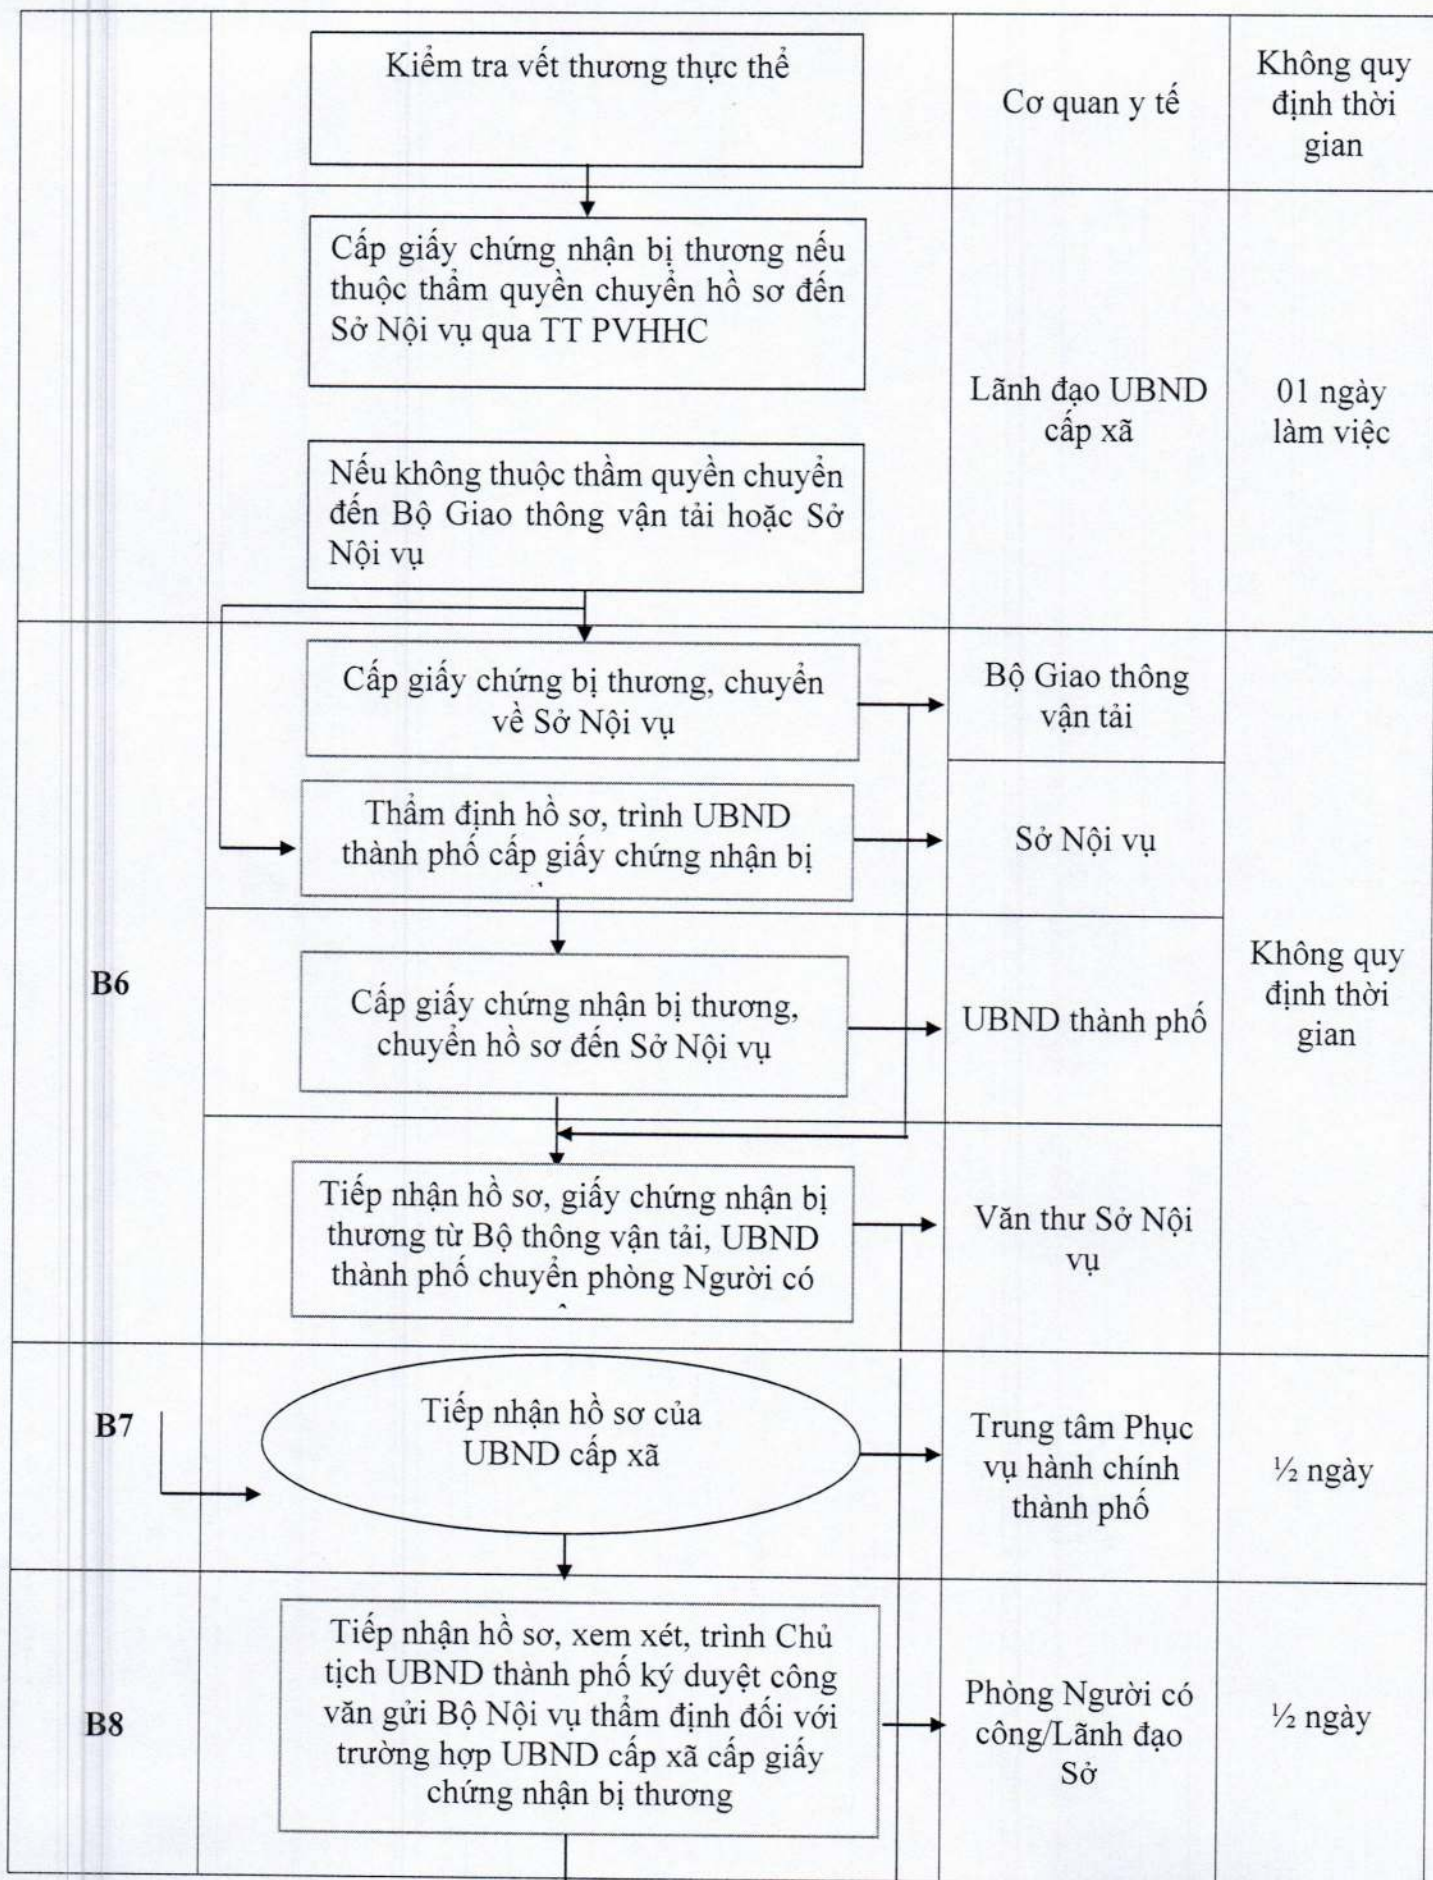 Kiểm tra vết thương thực thể
Cơ quan y tế
Không quy
định thời
gian
Cấp giấy chứng nhận bị thương nếu
thuộc thẩm quyền chuyển hồ sơ đến
Sở Nội vụ qua TT PVHHC
Nếu không thuộc thẩm quyền chuyển
đến Bộ Giao thông vận tải hoặc Sở
Nội vụ
Lãnh đạo UBND
cấp xã
01 ngày
làm việc
B6
Cấp giấy chứng bị thương, chuyển
về Sở Nội vụ
Bộ Giao thông
vận tải
Thẩm định hồ sơ, trình UBND
thành phố cấp giấy chứng nhận bị
Sở Nội vụ
Cấp giấy chứng nhận bị thương,
chuyển hồ sơ đến Sở Nội vụ
UBND thành phố
Không quy
định thời
gian
Tiếp nhận hồ sơ, giấy chứng nhận bị
thương từ Bộ thông vận tải, UBND
thành phố chuyển phòng Người có
Văn thư Sở Nội
vụ
B7
Tiếp nhận hồ sơ của
UBND cấp xã
Trung tâm Phục
vụ hành chính
thành phố
½ ngày
B8
Tiếp nhận hồ sơ, xem xét, trình Chủ
tịch UBND thành phố ký duyệt công
văn gửi Bộ Nội vụ thẩm định đối với
trường hợp UBND cấp xã cấp giấy
chứng nhận bị thương
Phòng Người có
công/Lãnh đạo
Sở
½ ngày